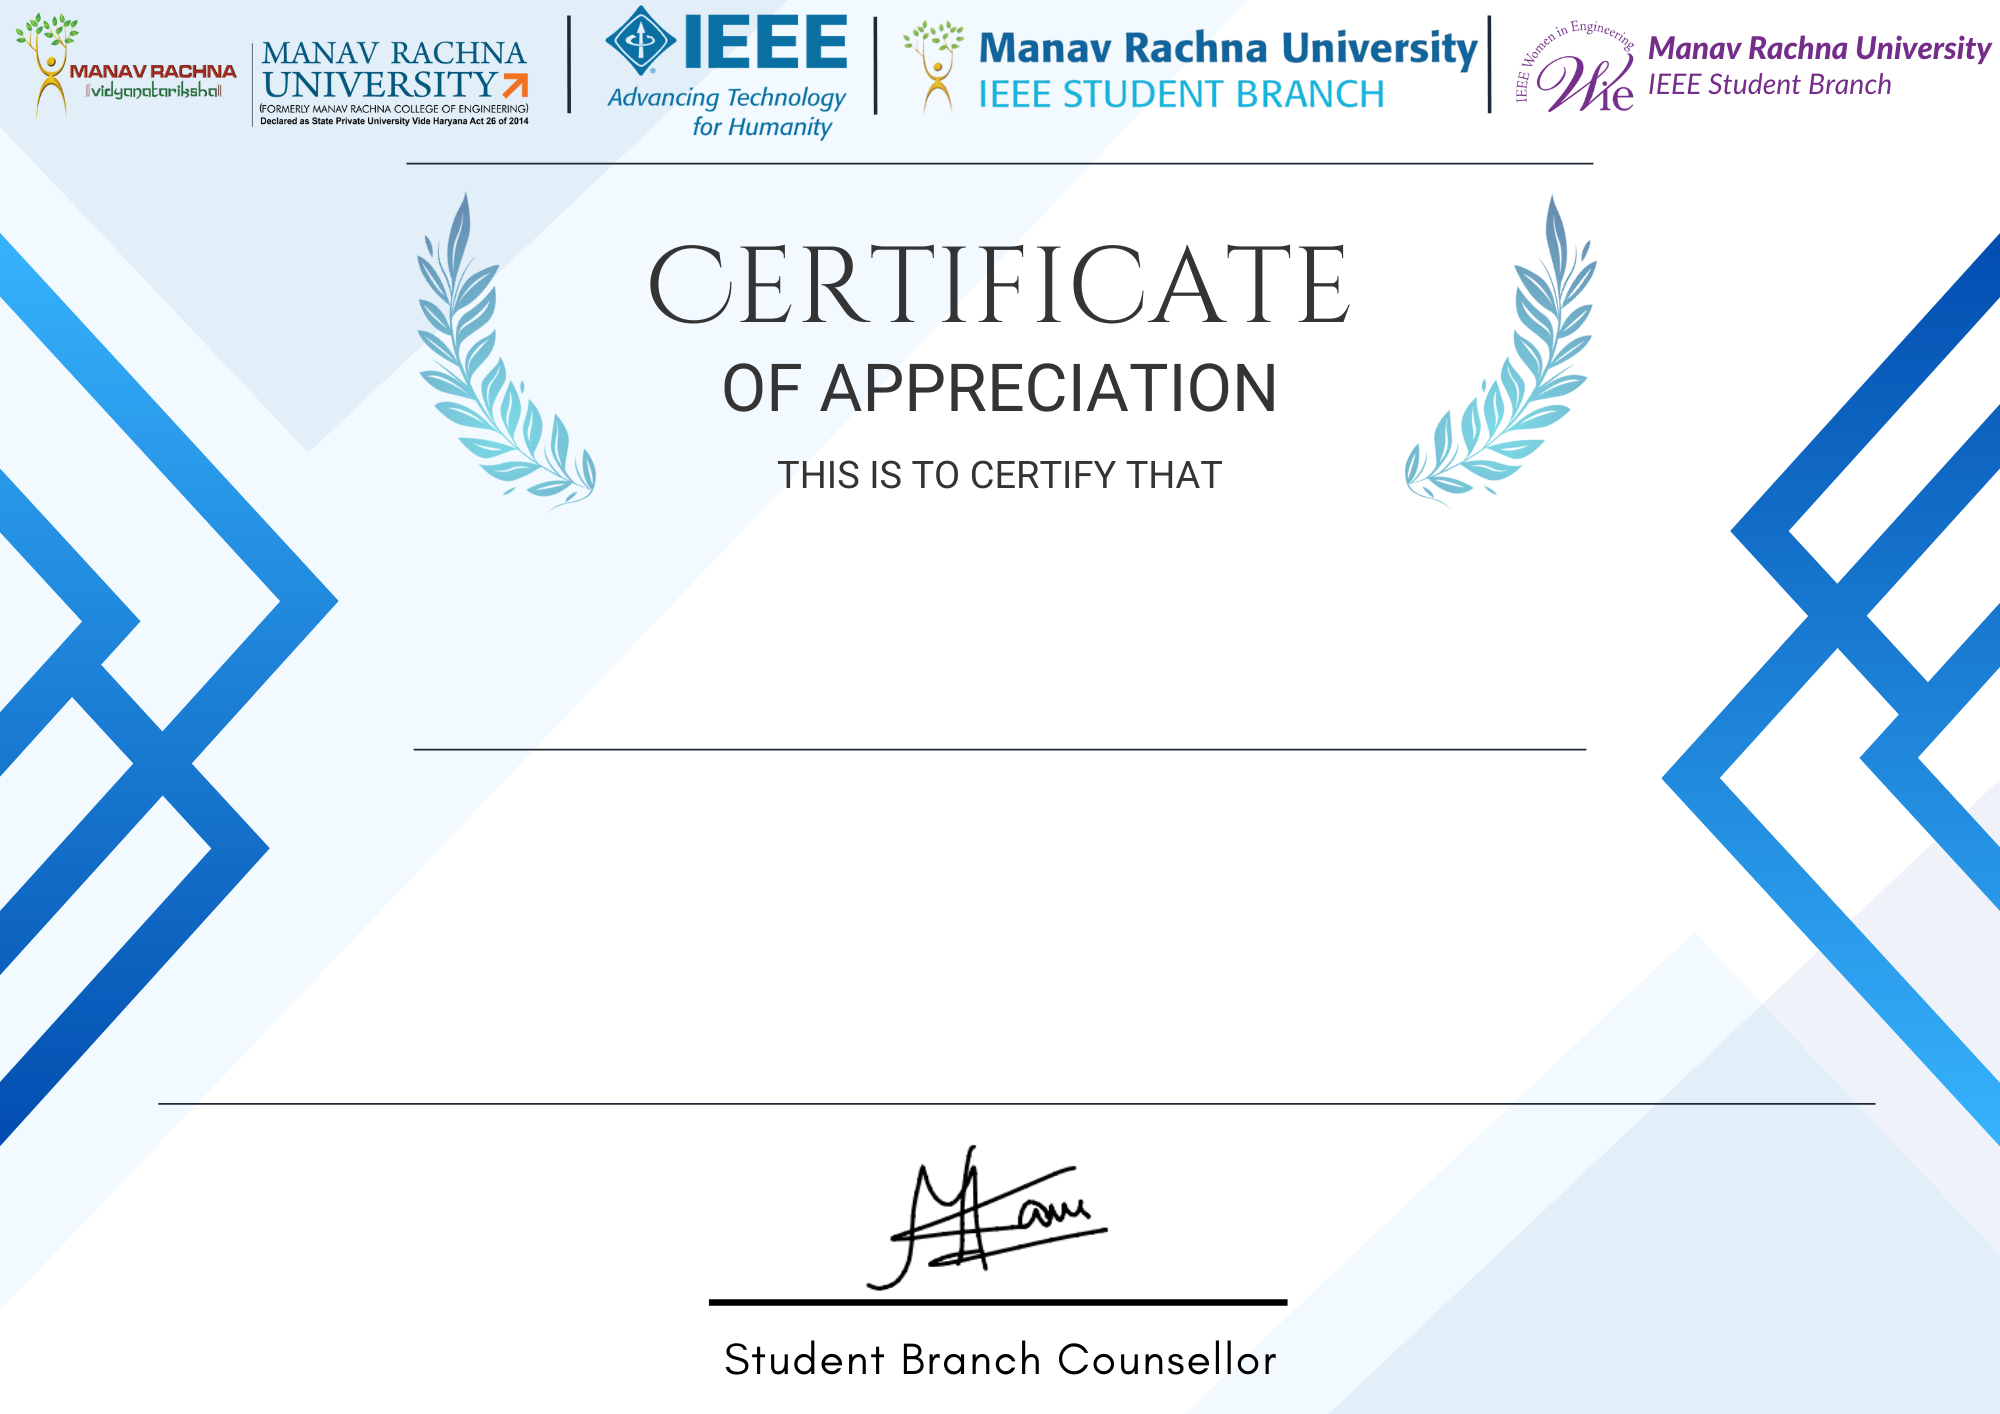 MANAV RACHNA
vidyanatariksha
MANAV RACHNA
UNIVERSITY
(FORMERLY MANAV RACHNA COLLEGE OF ENGINEERING)
Declared as State Private University Vide Haryana Act 26 of 2014
IEEE
Advancing Technology
for Humanity
Manav Rachna University
IEEE STUDENT BRANCH
IEEE Women in Engineering
WIE
Manav Rachna University
IEEE Student Branch
CERTIFICATE
OF APPRECIATION
THIS IS TO CERTIFY THAT
Student Branch Counsellor